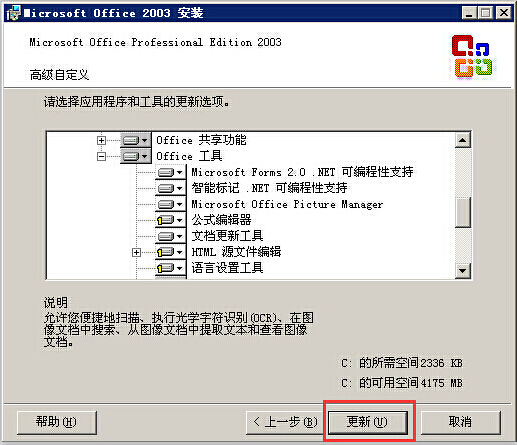 Microsoft Office 2003 安装
Microsoft Office Professional Edition 2003
高级自定义
请选择应用程序和工具的更新选项。
Office 共享功能
Office 工具
Microsoft Forms 2.0 .NET 可编程性支持
智能标记 .NET 可编程性支持
Microsoft Office Picture Manager
公式编辑器
文档更新工具
HTML 源文件编辑
语言设置工具
说明
允许您便捷地扫描、执行光学字符识别(OCR)、在图
像文档中搜索、从图像文档中提取文本和查看图像
文档。
C: 的所需空间2336 KB
C: 的可用空间4175 MB
帮助(H) < 上一步(B) 更新(U) 取消